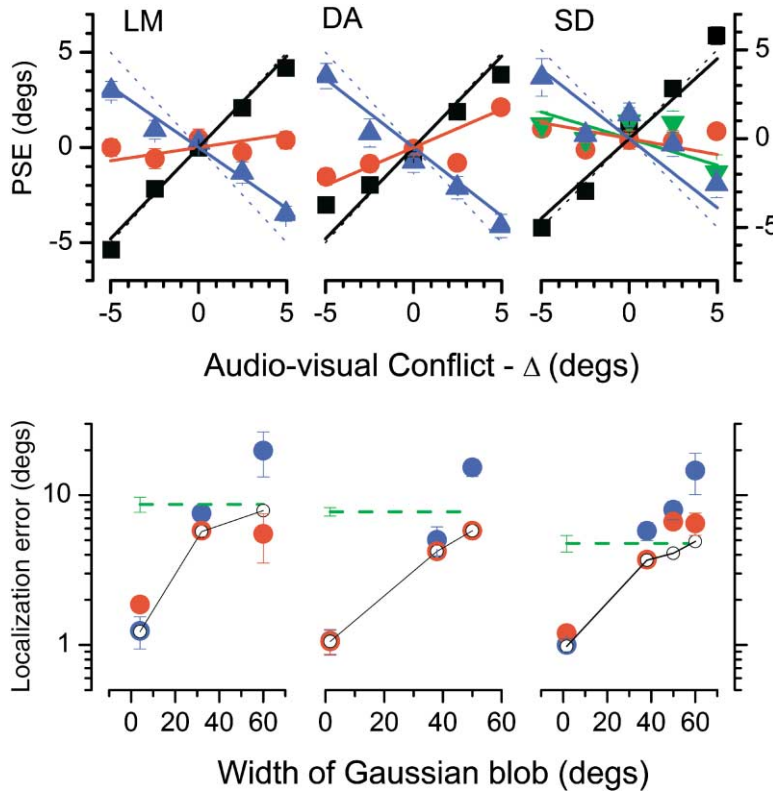 LM DA SD
5 5
PSE (degs)
0 0
-5 -5
-5 0 5 -5 0 5 -5 0 5
Audio-visual Conflict - Δ (degs)
Localization error (degs)
10
1
0 20 40 60 0 20 40 60 0 20 40 60
Width of Gaussian blob (degs)